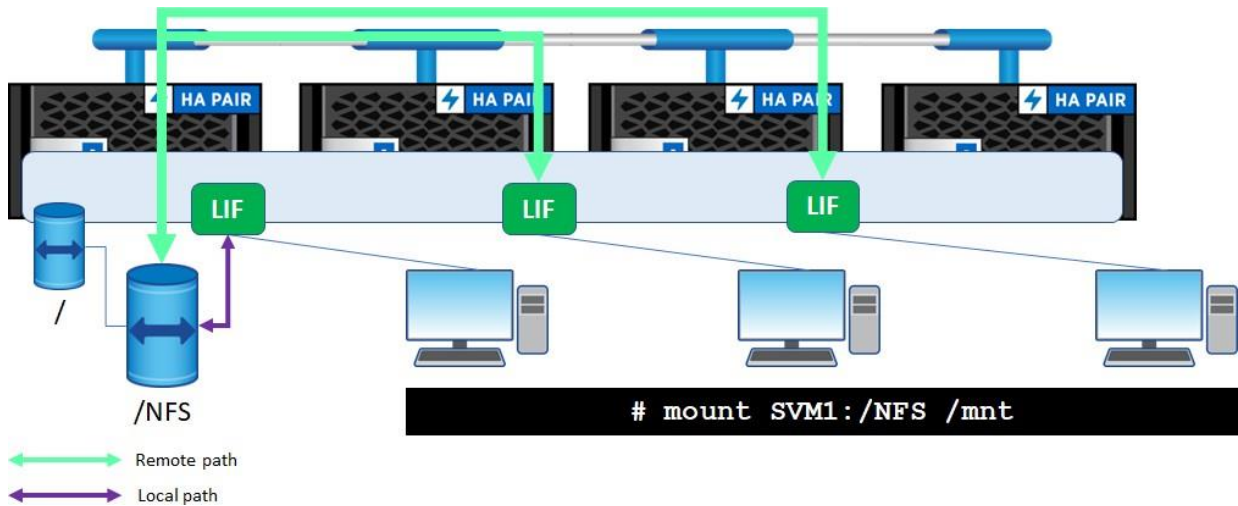 HA PAIR
HA PAIR
HA PAIR
HA PAIR
LIF
LIF
LIF
/
/NFS
# mount SVM1:/NFS /mnt
Remote path
Local path